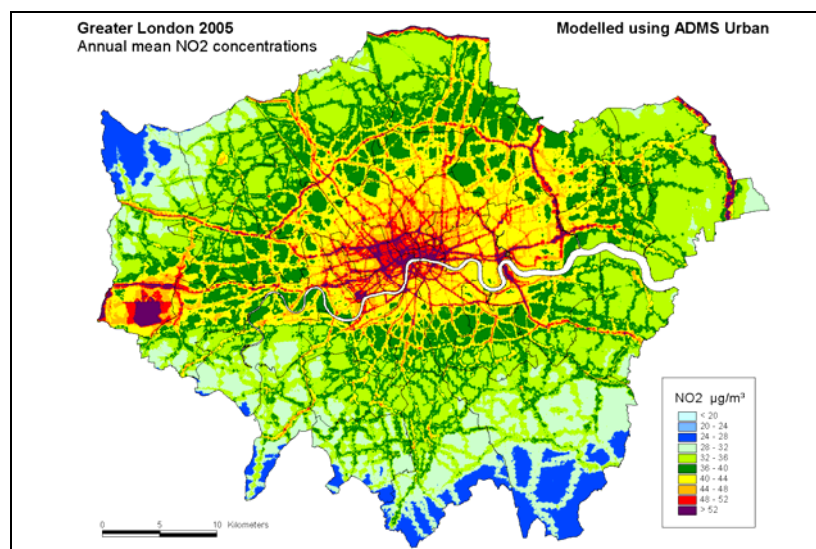 Greater London 2005
Modelled using ADMS Urban
Annual mean NO2 concentrations
NO2 µg/m³
< 20
20 - 24
24 - 28
28 - 32
32 - 36
36 - 40
40 - 44
44 - 48
48 - 52
> 52
0 5 10 Kilometers